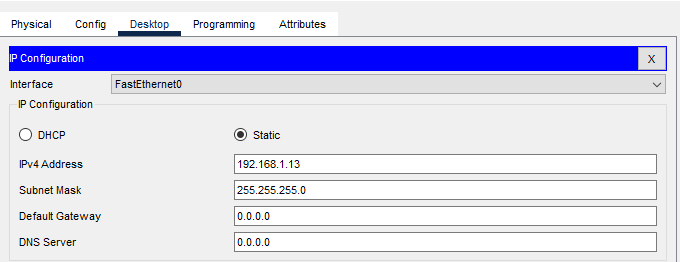 Physical Config Desktop Programming Attributes
IP Configuration X
Interface FastEthernet0
IP Configuration
DHCP Static
IPv4 Address 192.168.1.13
Subnet Mask 255.255.255.0
Default Gateway 0.0.0.0
DNS Server 0.0.0.0